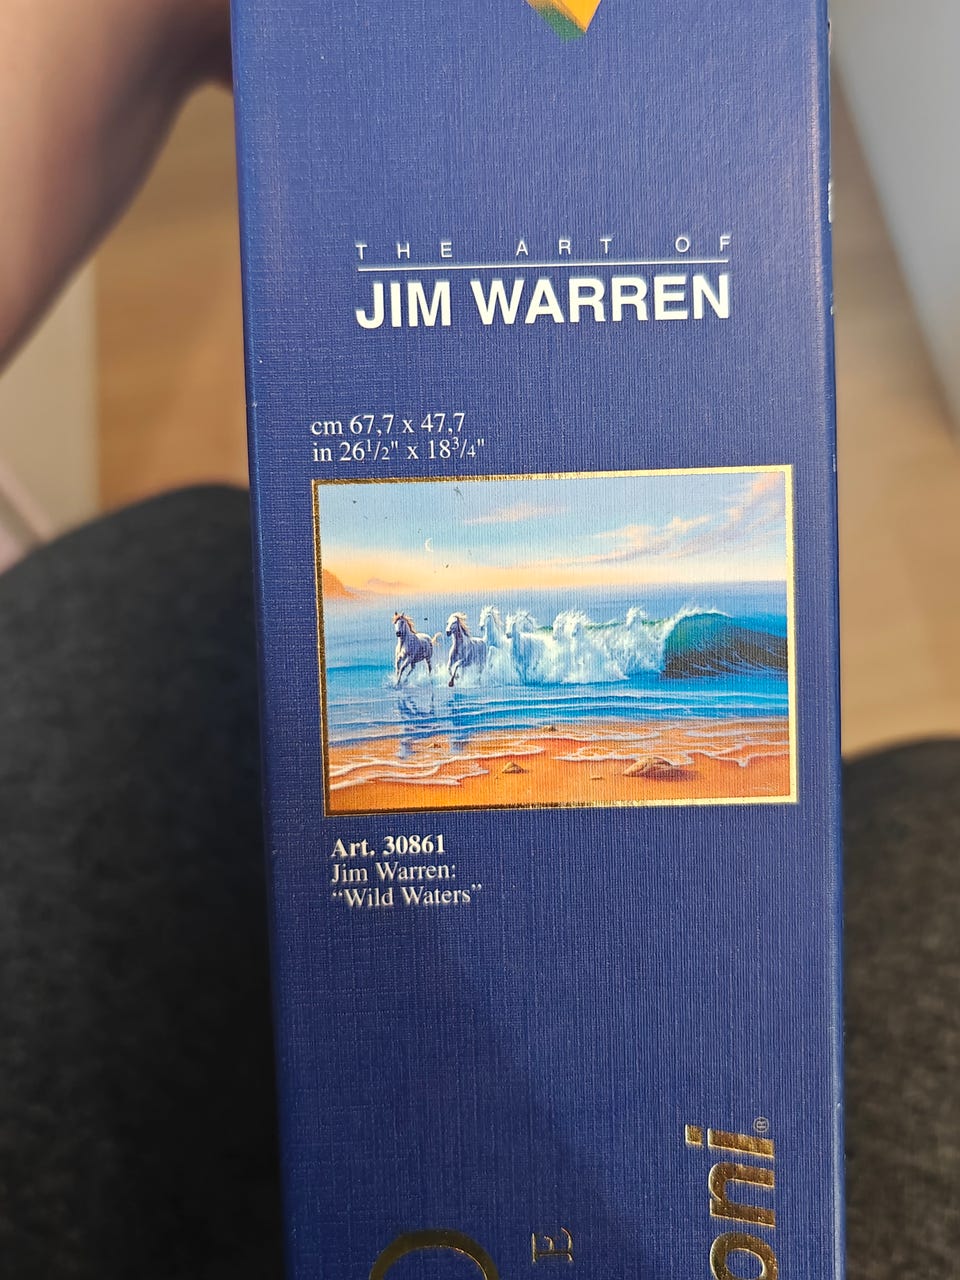 THE ART OF
JIM WARREN
cm 67,7 x 47,7
in 261/2" x 183/4"
Art. 30861
Jim Warren:
“Wild Waters”
oni®
E